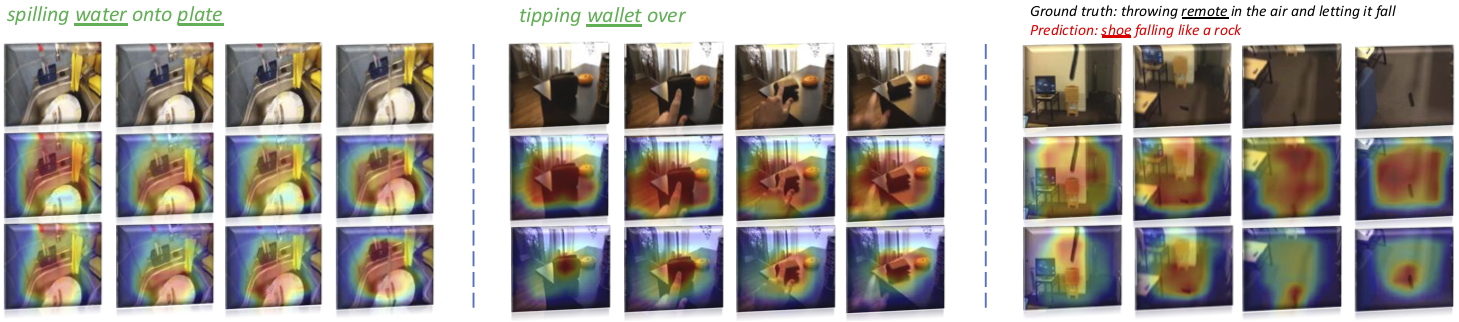 spilling water onto plate
tipping wallet over
Ground truth: throwing remote in the air and letting it fall
Prediction: shoe falling like a rock